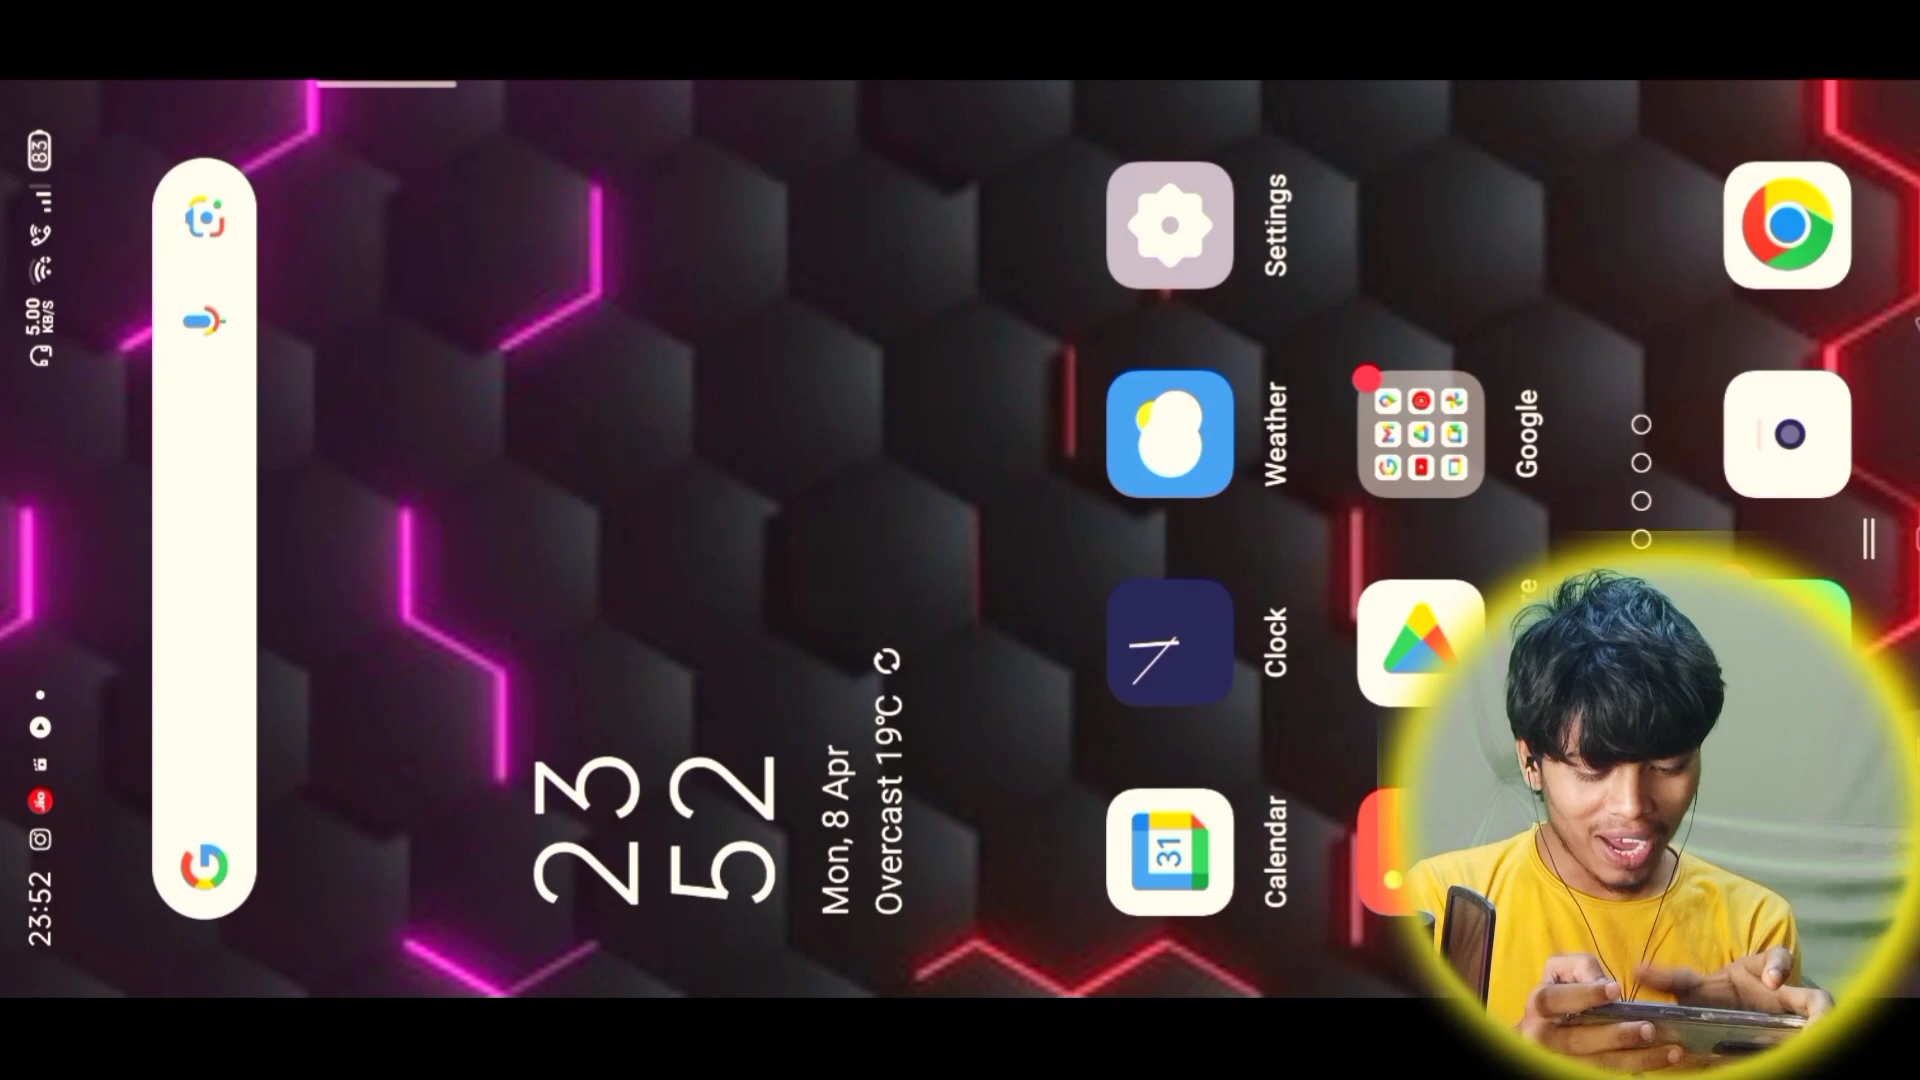 23:52
5.00
KB/S
83
23
52
Mon, 8 Apr
Overcast 19°C
31
Calendar
Clock
Weather
Settings
Google